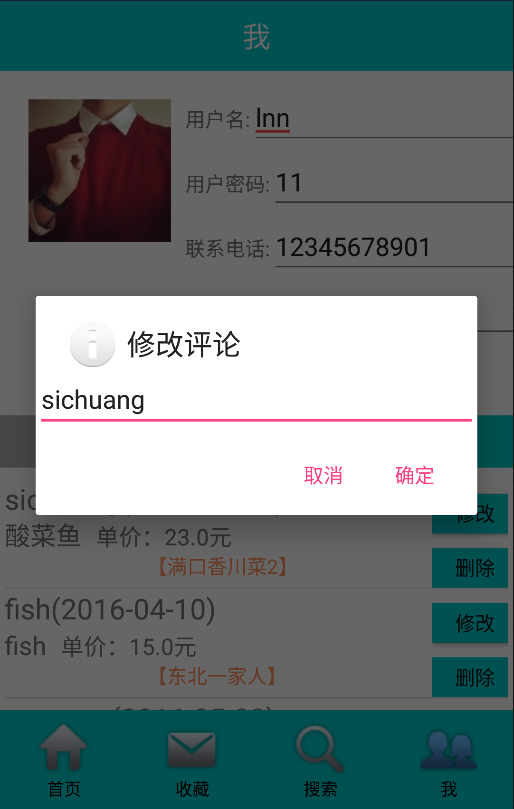 我
用户名: lnn
用户密码: 11
联系电话: 12345678901
修改评论
sichuang
取消 确定
修改
酸菜鱼 单价：23.0元
【满口香川菜2】
删除
fish(2016-04-10)
修改
fish 单价：15.0元
【东北一家人】
删除
首页 收藏 搜索 我